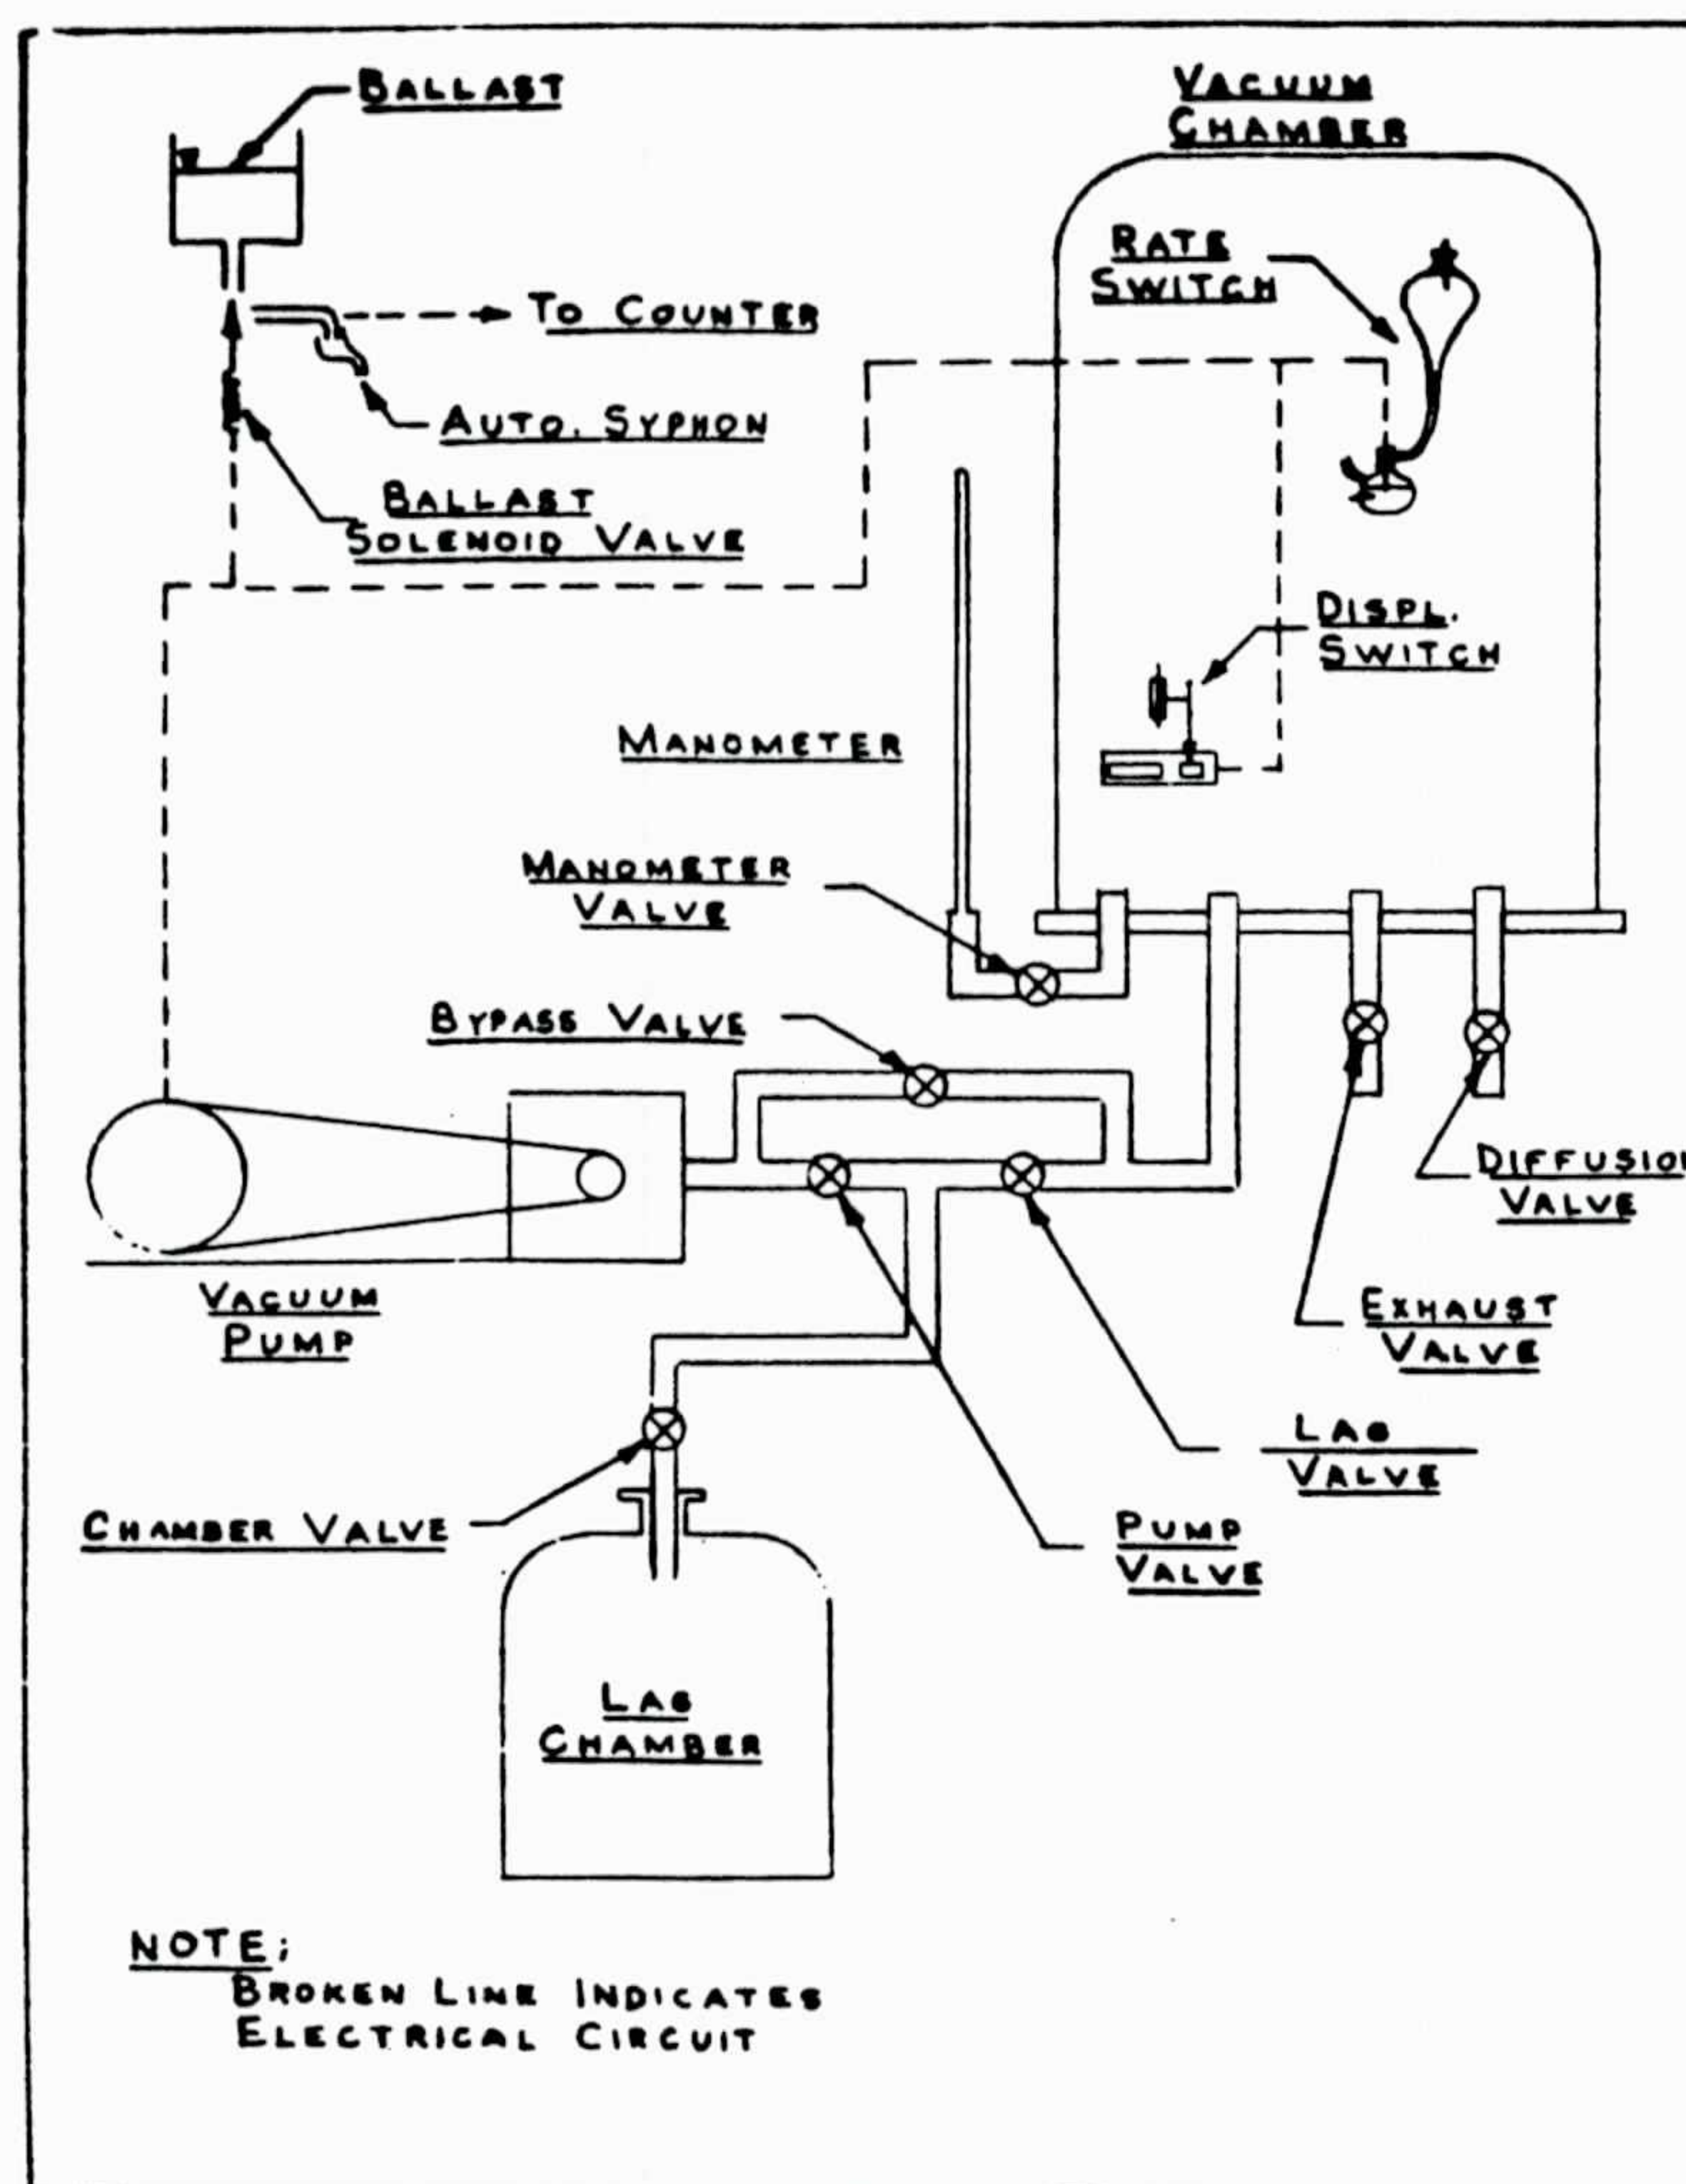 BALLAST
VACUUM
CHAMBER
RATE
SWITCH
TO COUNTER
AUTO. SYPHON
BALLAST
SOLENOID VALVE
DISPL.
SWITCH
MANOMETER
MANOMETER
VALVE
BYPASS VALVE
DIFFUSION
VALVE
VACUUM
PUMP
EXHAUST
VALVE
LAG
VALVE
CHAMBER VALVE
PUMP
VALVE
LAG
CHAMBER
NOTE;
BROKEN LINE INDICATES
ELECTRICAL CIRCUIT